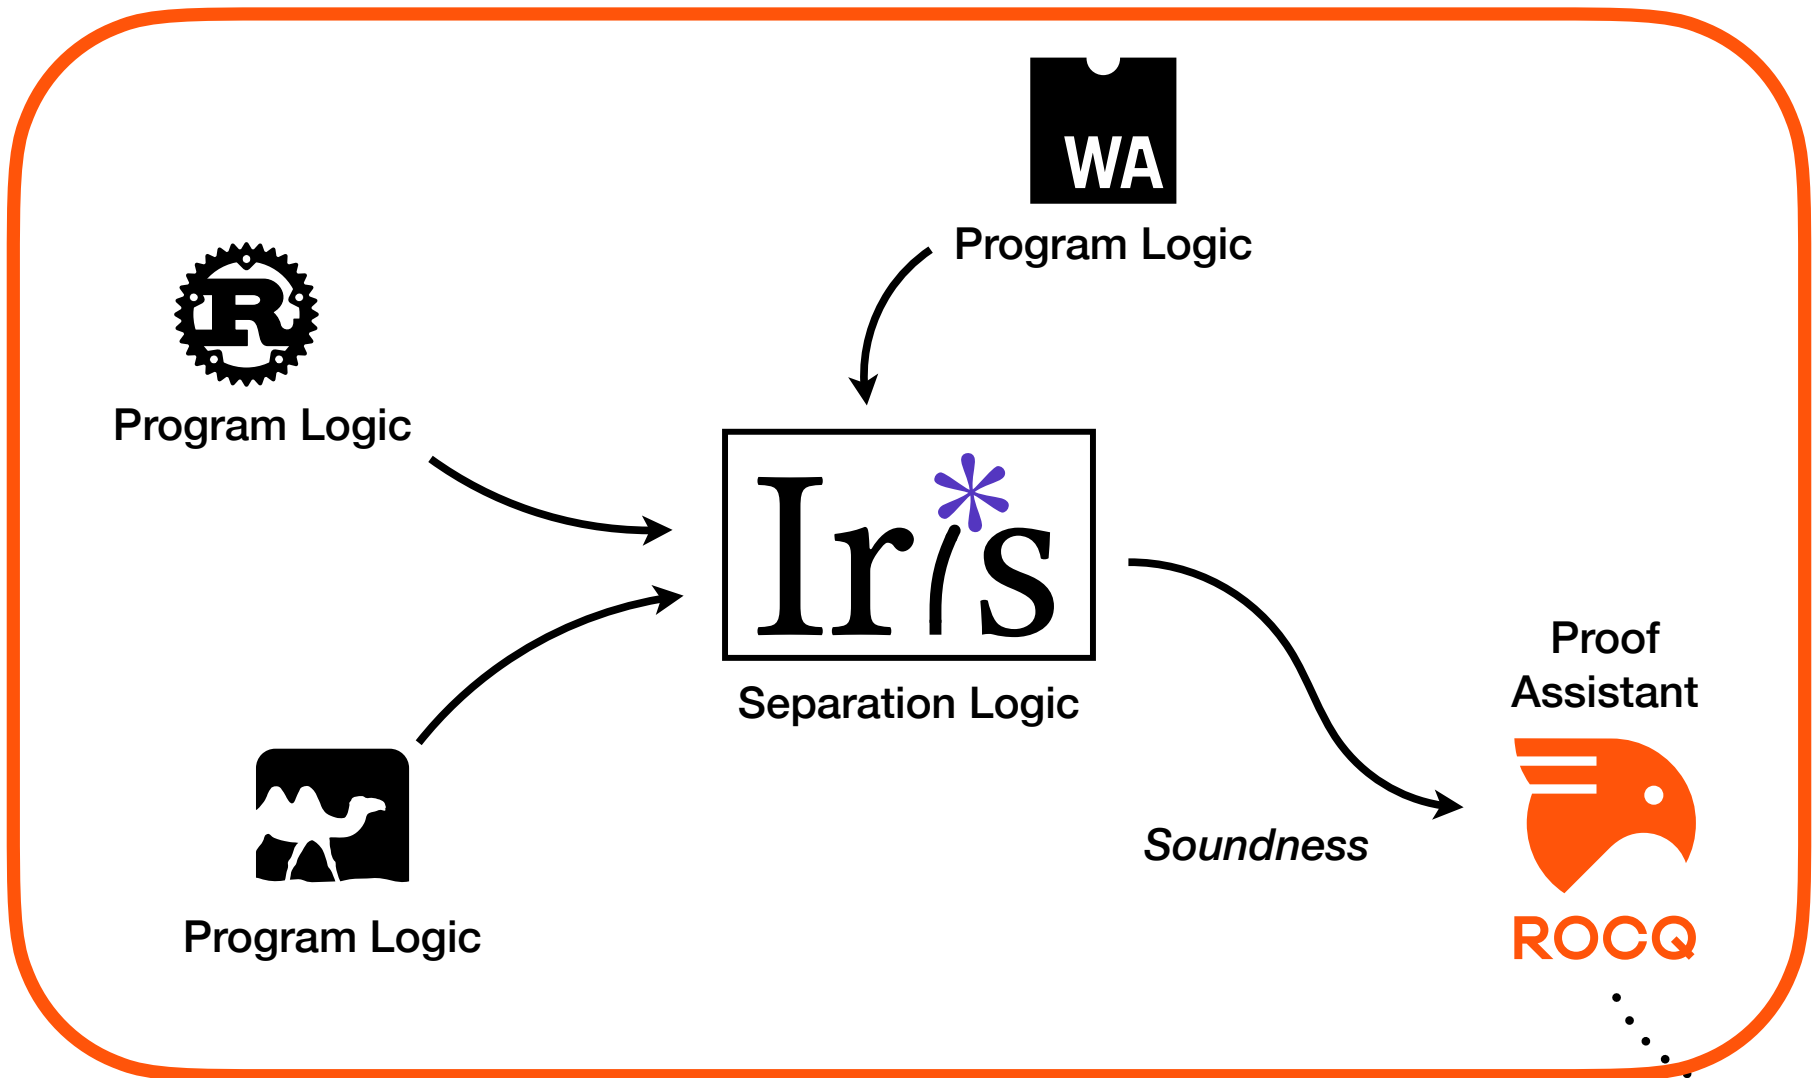 WA
Program Logic
R
Program Logic
Iris
Separation Logic
Proof
Assistant
Soundness
ROCQ
Program Logic